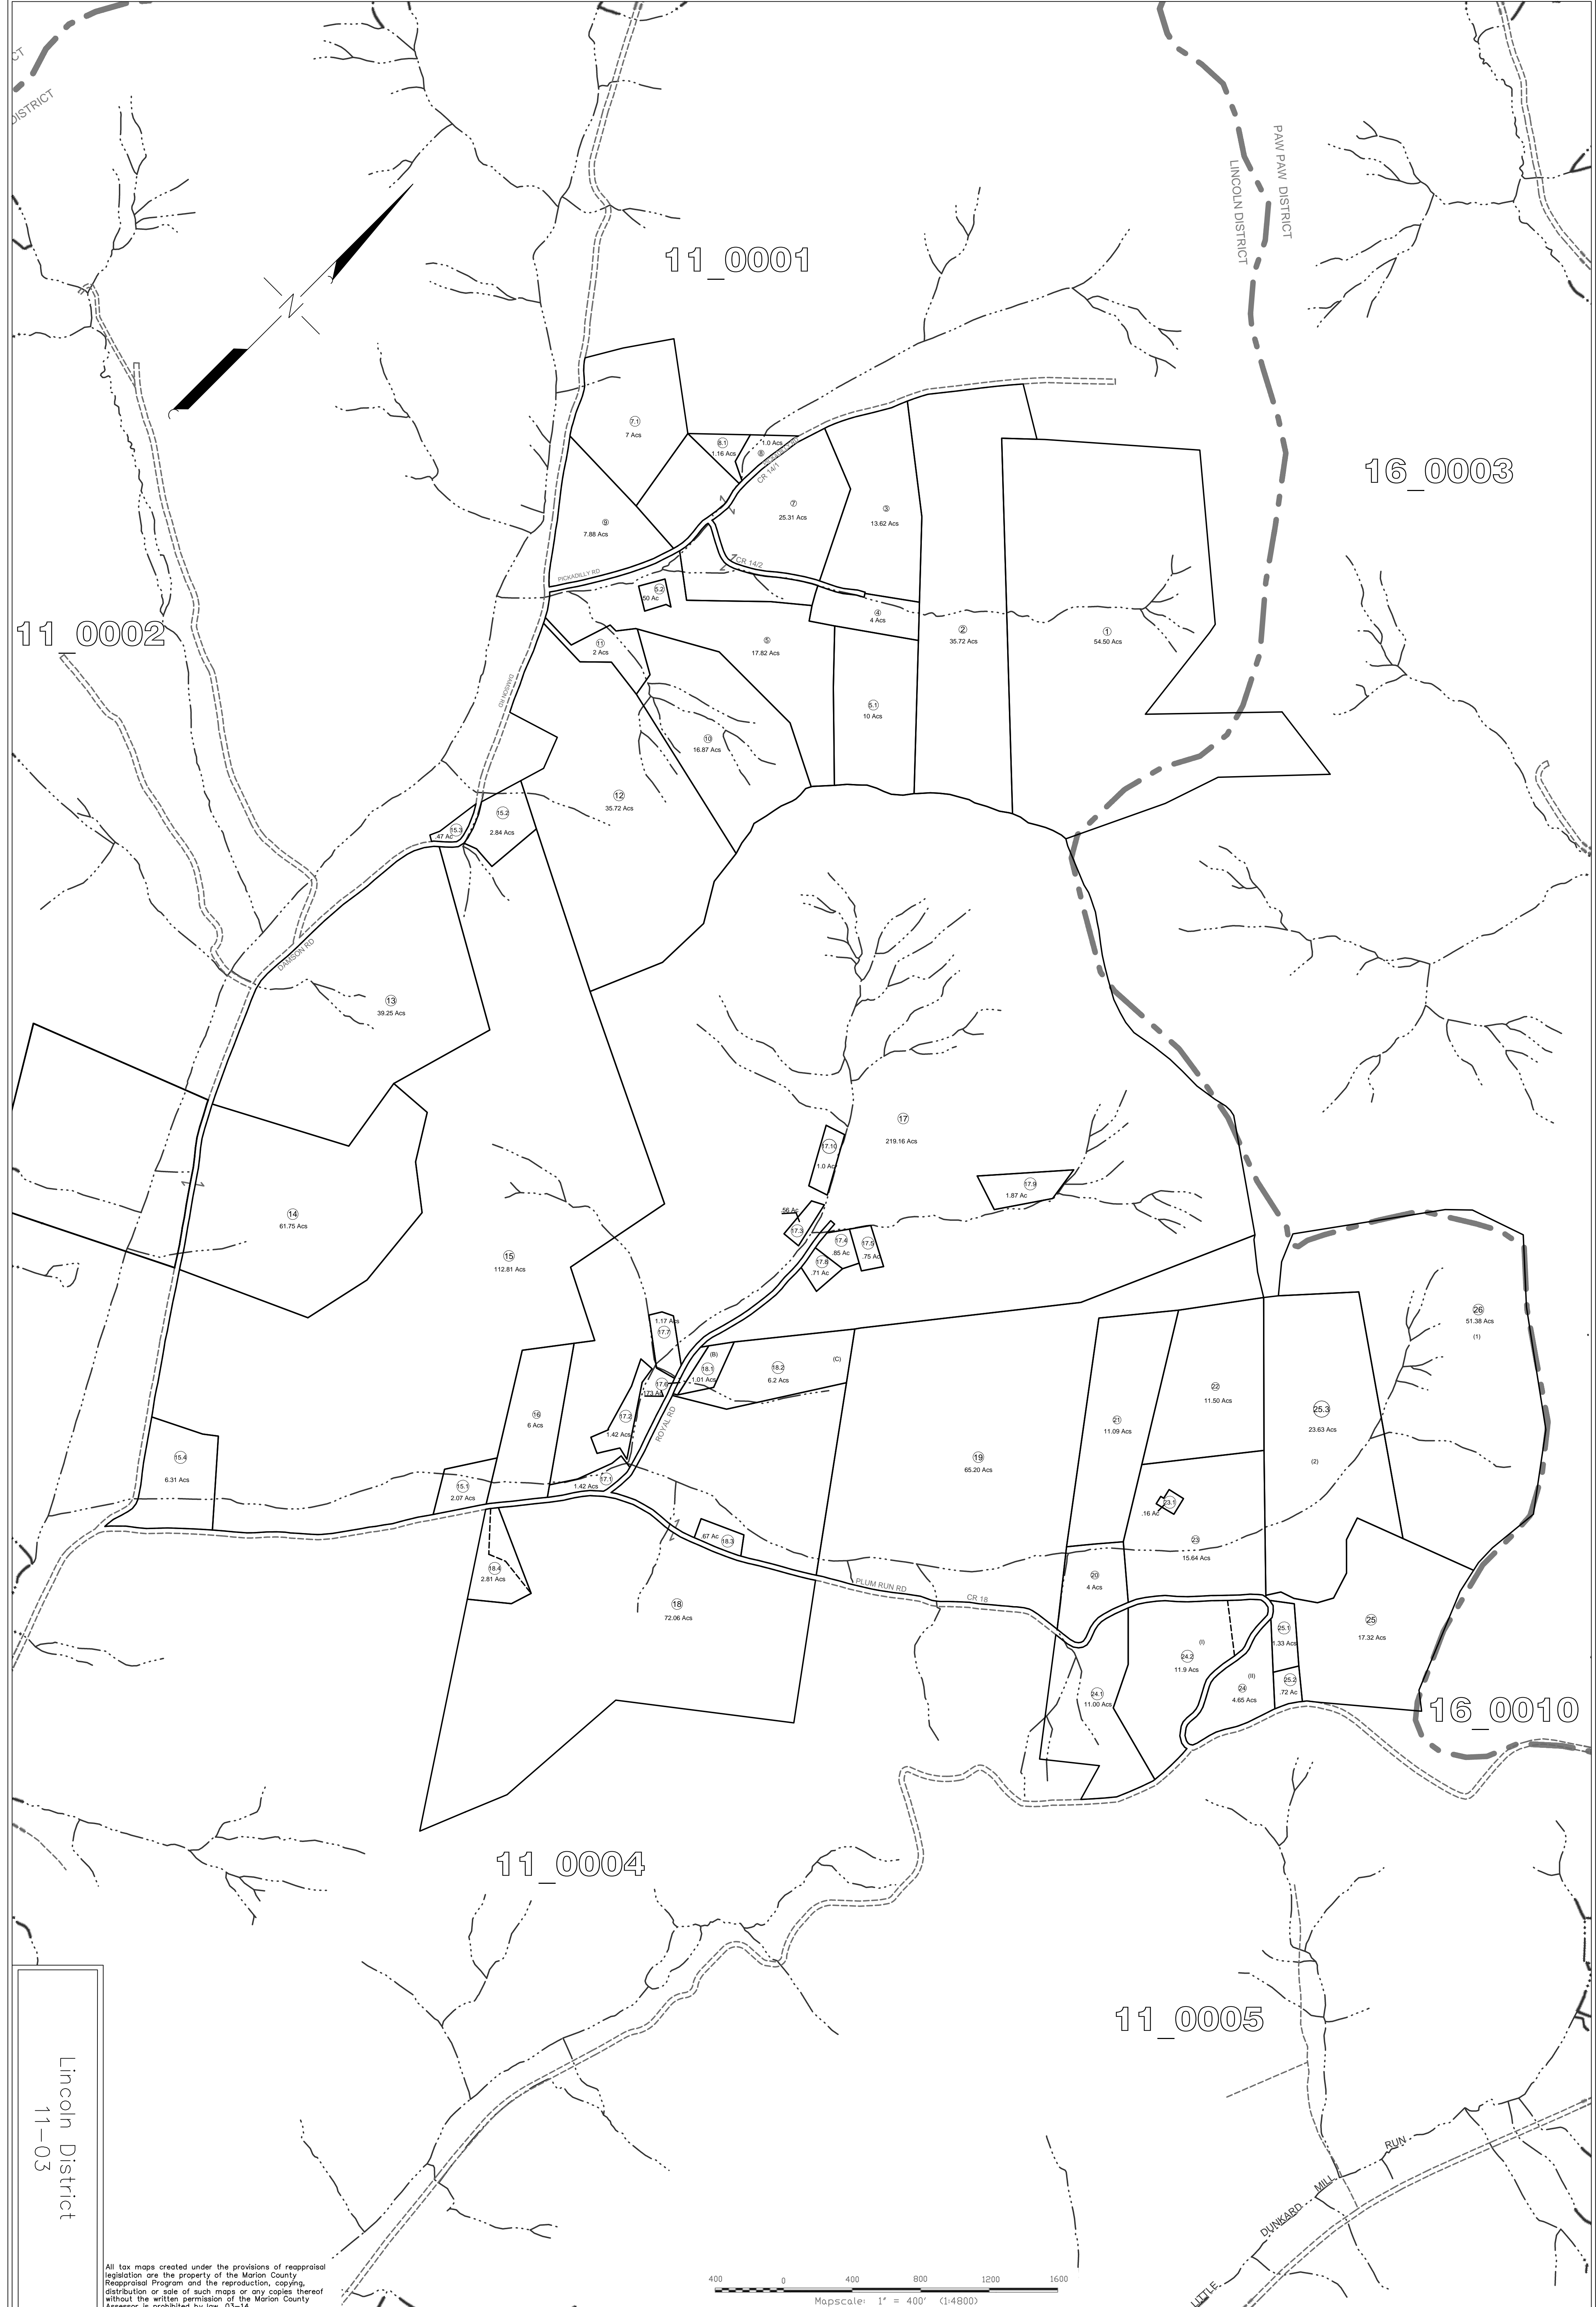 CT
DISTRICT
PAW PAW DISTRICT
LINCOLN DISTRICT
11_0001
N
16_0003
7.1
7 Acs
8.1
1.16 Acs
1.0 Acs
8
CR 14/1
7
25.31 Acs
3
13.62 Acs
9
7.88 Acs
CR 14/2
PICKADILLY RD
5.2
.50 Ac
11_0002
4
4 Acs
2
35.72 Acs
1
54.50 Acs
11
2 Acs
5
17.82 Acs
DAMSON RD
5.1
10 Acs
10
16.87 Acs
12
35.72 Acs
15.2
2.84 Acs
15.3
.47 Ac
DAMSON RD
13
39.25 Acs
17
219.16 Acs
17.10
1.0 Ac
17.9
1.87 Ac
14
61.75 Acs
.56 Ac
17.3
17.4
.85 Ac
17.5
.75 Ac
17.8
.71 Ac
15
112.81 Acs
1.17 Acs
17.7
26
51.38 Acs
(1)
(B)
18.1
1.01 Acs
18.2
6.2 Acs
(C)
17.6
.173 Ac
22
11.50 Acs
25.3
23.63 Acs
(2)
16
6 Acs
17.2
1.42 Acs
ROYAL RD
21
11.09 Acs
15.4
6.31 Acs
19
65.20 Acs
15.1
2.07 Acs
17.1
1.42 Acs
23.1
.16 Ac
.67 Ac
18.3
23
15.64 Acs
18.4
2.81 Acs
20
4 Acs
PLUM RUN RD
CR 18
18
72.06 Acs
25
17.32 Acs
25.1
1.33 Acs
(I)
24.2
11.9 Acs
(II)
24
4.65 Acs
25.2
.72 Ac
24.1
11.00 Acs
16_0010
11_0004
11_0005
Lincoln District
11-03
LITTLE DUNKARD MILL RUN
All tax maps created under the provisions of reappraisal
legislation are the property of the Marion County
Reappraisal Program and the reproduction, copying,
distribution or sale of such maps or any copies thereof
without the written permission of the Marion County
Assessor is prohibited by law. 03-14
400 0 400 800 1200 1600
Mapscale: 1" = 400' (1:4800)